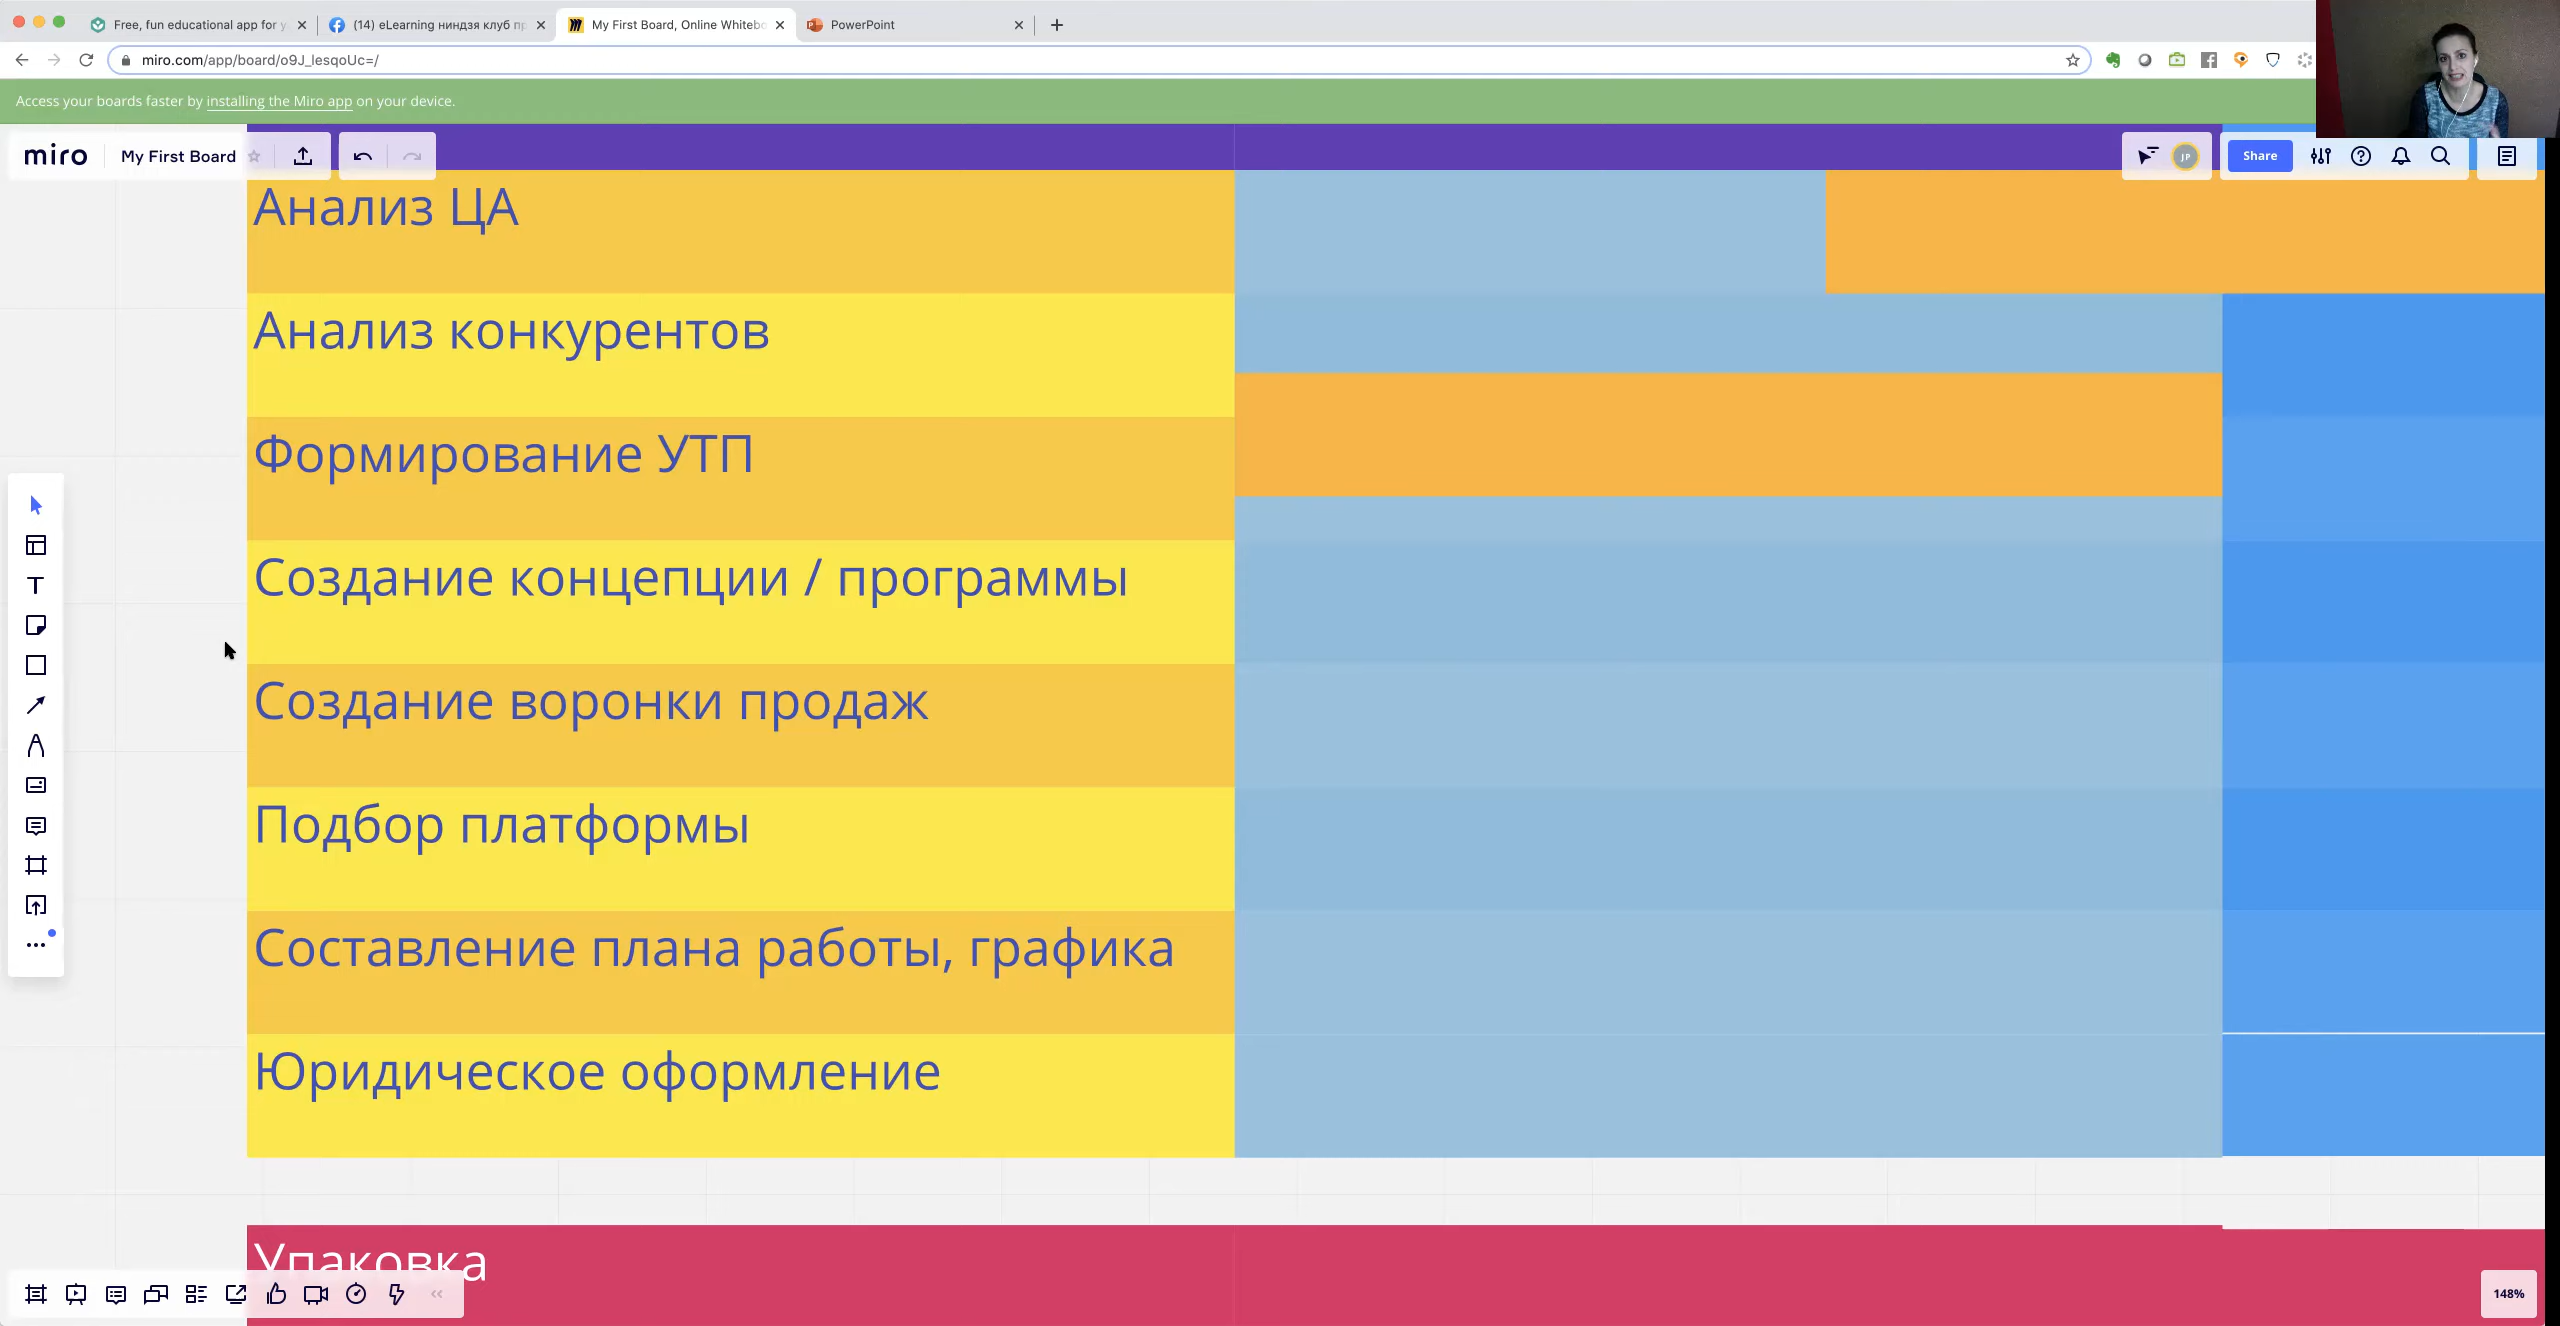 Free, fun educational app for y
(14) eLearning ниндзя клуб пр
My First Board, Online Whitebo
PowerPoint
miro.com/app/board/o9J_lesqoUc=/
Access your boards faster by installing the Miro app on your device.
miro
My First Board
JP
Share
Анализ ЦА
Анализ конкурентов
Формирование УТП
Создание концепции / программы
Создание воронки продаж
Подбор платформы
Составление плана работы, графика
Юридическое оформление
Упаковка
148%